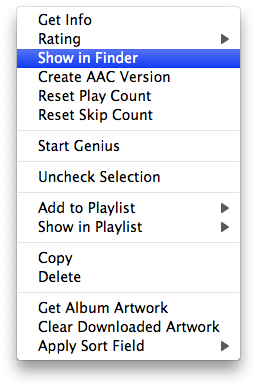 Get Info
Rating
Show in Finder
Create AAC Version
Reset Play Count
Reset Skip Count
Start Genius
Uncheck Selection
Add to Playlist
Show in Playlist
Copy
Delete
Get Album Artwork
Clear Downloaded Artwork
Apply Sort Field